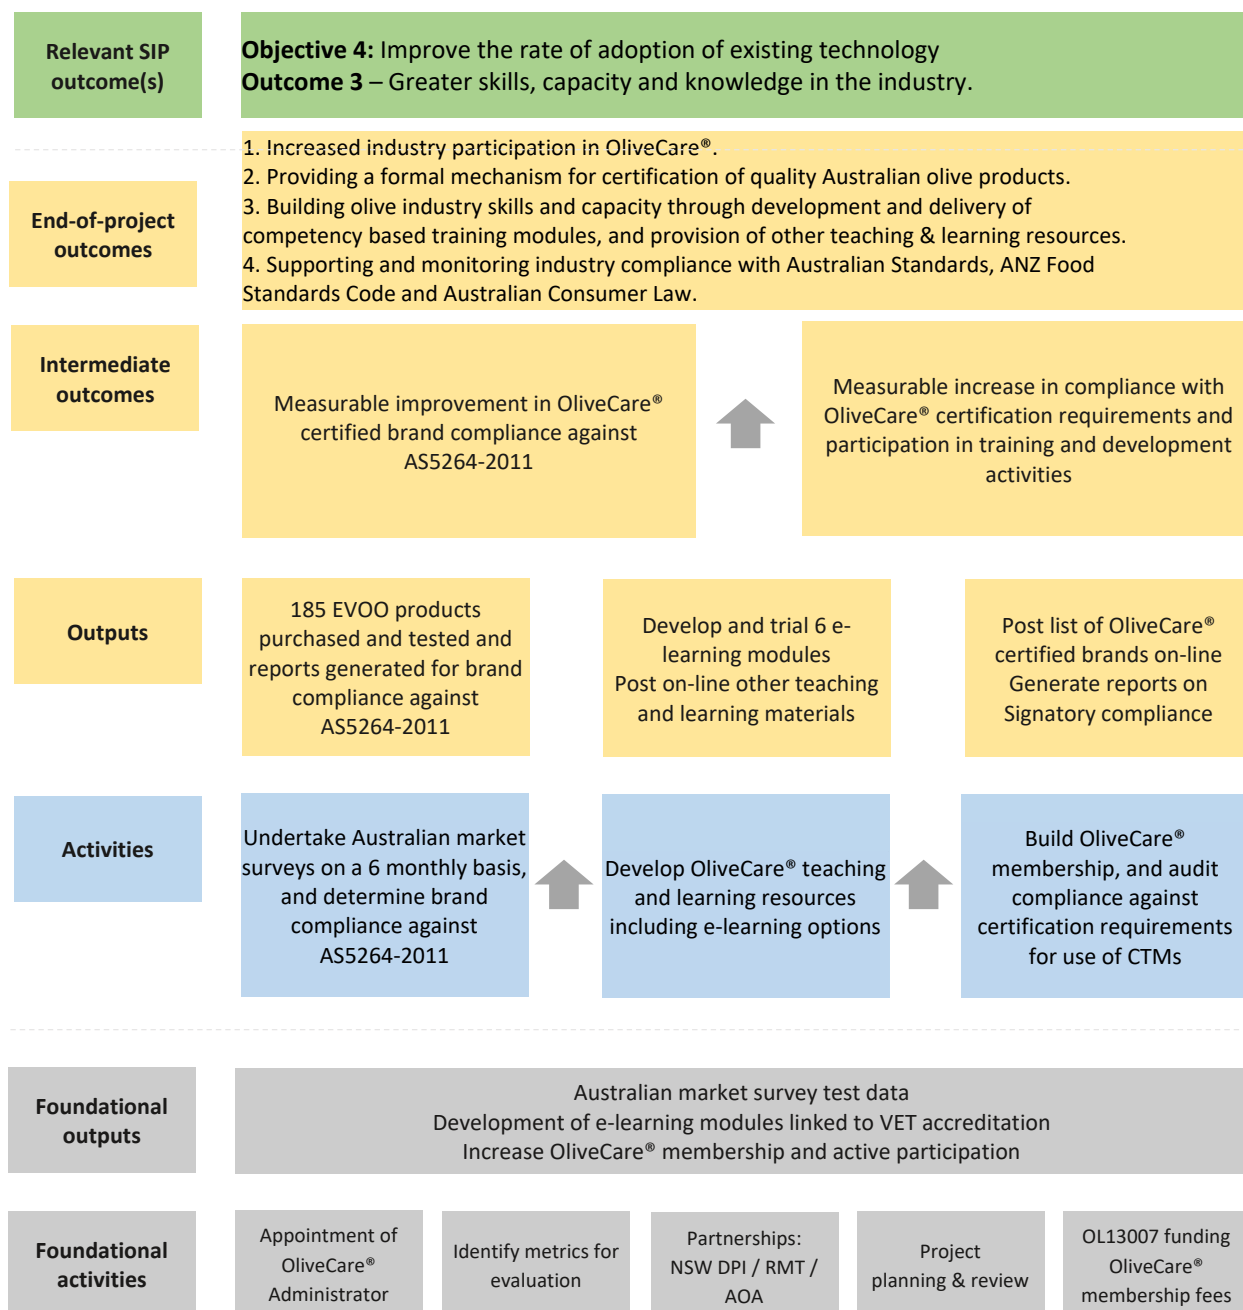 Relevant SIP
outcome(s)
Objective 4: Improve the rate of adoption of existing technology
Outcome 3 – Greater skills, capacity and knowledge in the industry.
End-of-project
outcomes
1. Increased industry participation in OliveCare®.
2. Providing a formal mechanism for certification of quality Australian olive products.
3. Building olive industry skills and capacity through development and delivery of
competency based training modules, and provision of other teaching & learning resources.
4. Supporting and monitoring industry compliance with Australian Standards, ANZ Food
Standards Code and Australian Consumer Law.
Intermediate
outcomes
Measurable improvement in OliveCare®
certified brand compliance against
AS5264-2011
Measurable increase in compliance with
OliveCare® certification requirements and
participation in training and development
activities
Outputs
185 EVOO products
purchased and tested and
reports generated for brand
compliance against
AS5264-2011
Develop and trial 6 e-
learning modules
Post on-line other teaching
and learning materials
Post list of OliveCare®
certified brands on-line
Generate reports on
Signatory compliance
Activities
Undertake Australian market
surveys on a 6 monthly basis,
and determine brand
compliance against
AS5264-2011
Develop OliveCare® teaching
and learning resources
including e-learning options
Build OliveCare®
membership, and audit
compliance against
certification requirements
for use of CTMs
Foundational
outputs
Australian market survey test data
Development of e-learning modules linked to VET accreditation
Increase OliveCare® membership and active participation
Foundational
activities
Appointment of
OliveCare®
Administrator
Identify metrics for
evaluation
Partnerships:
NSW DPI / RMT /
AOA
Project
planning & review
OL13007 funding
OliveCare®
membership fees